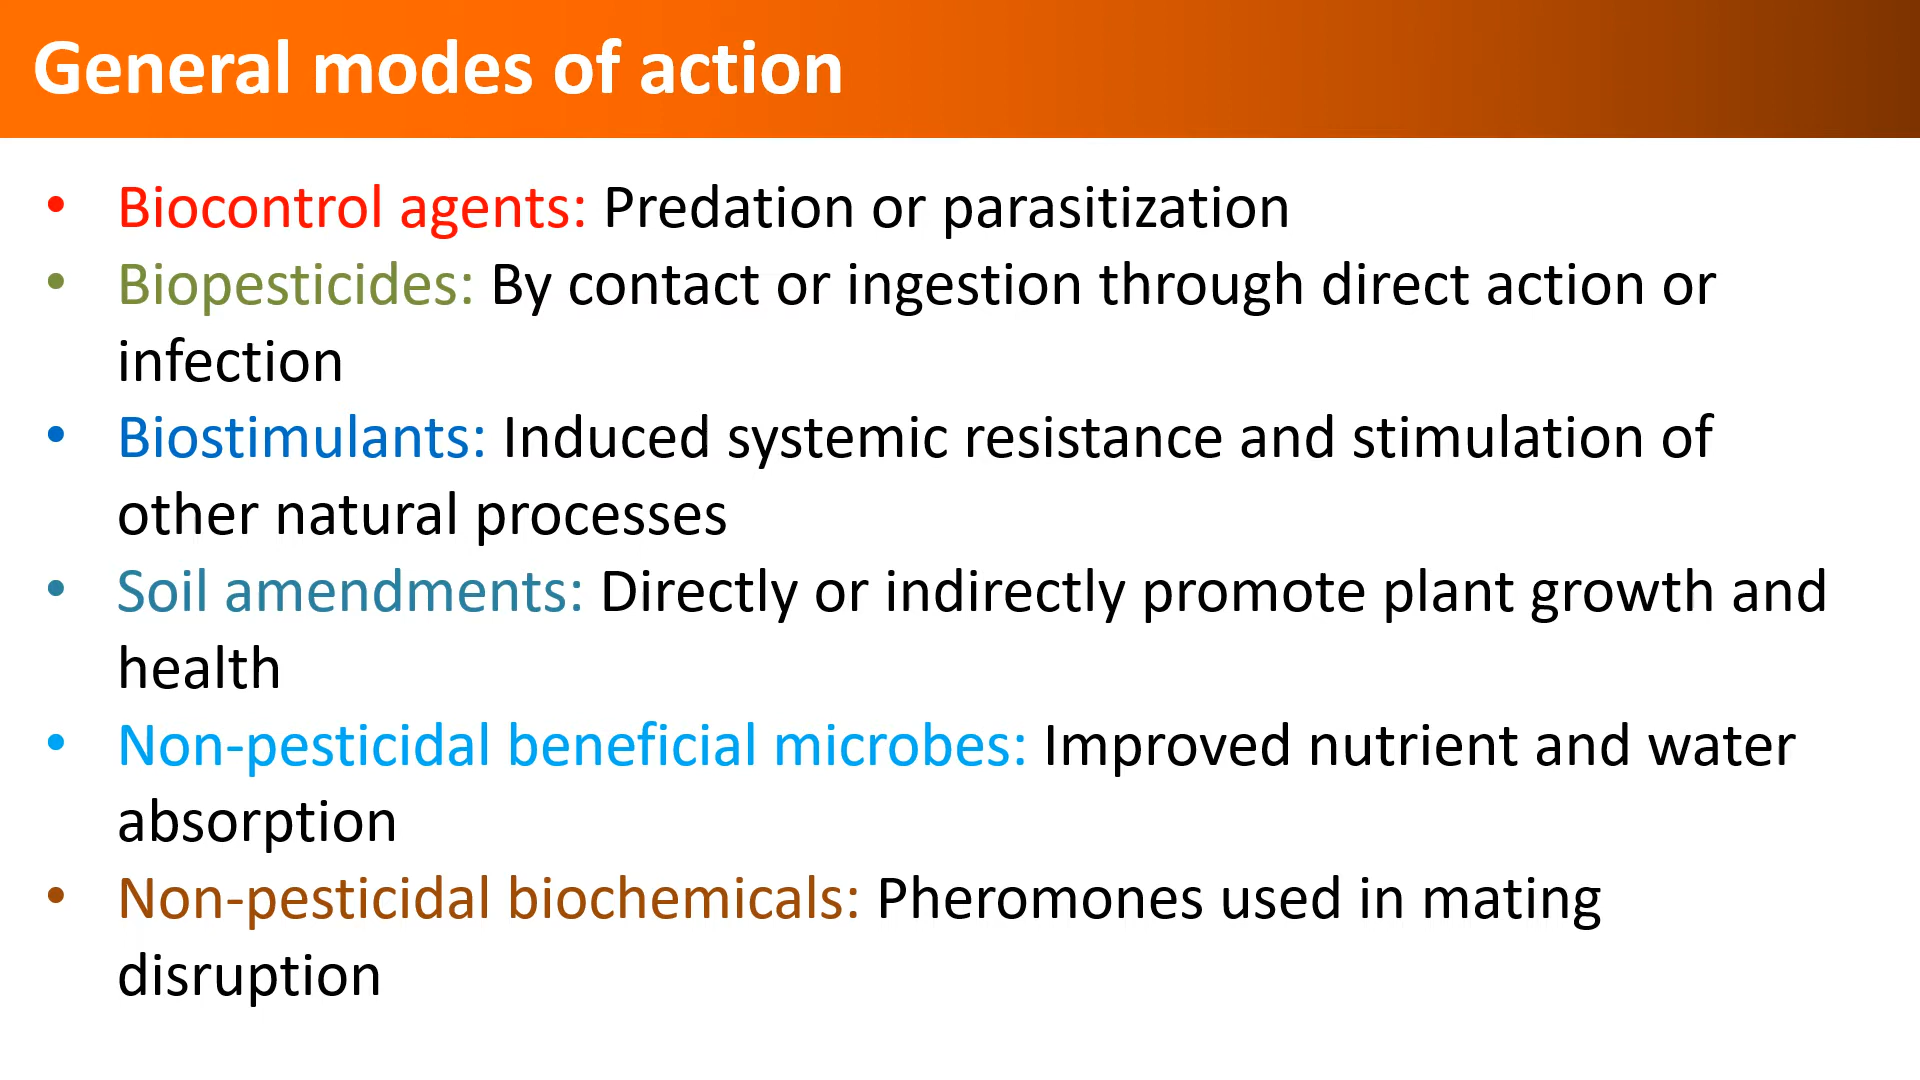 General modes of action
• Biocontrol agents: Predation or parasitization
• Biopesticides: By contact or ingestion through direct action or
infection
• Biostimulants: Induced systemic resistance and stimulation of
other natural processes
• Soil amendments: Directly or indirectly promote plant growth and
health
• Non-pesticidal beneficial microbes: Improved nutrient and water
absorption
• Non-pesticidal biochemicals: Pheromones used in mating
disruption